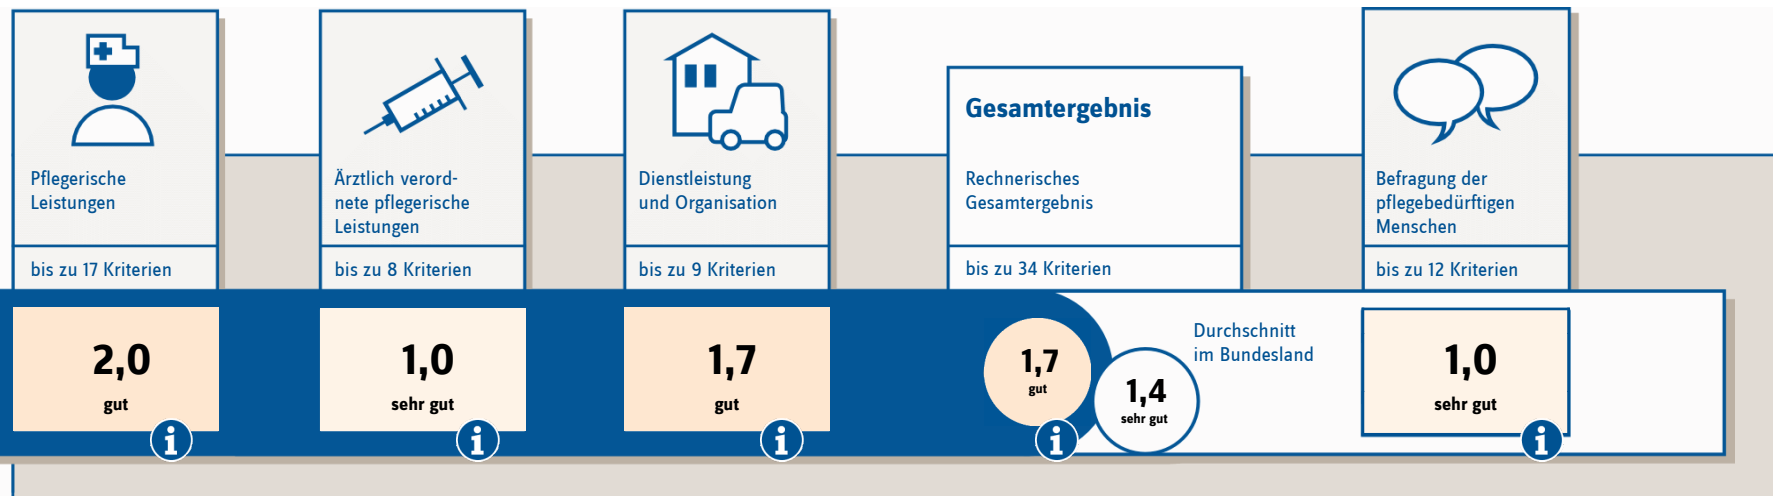 Pflegerische
Leistungen
bis zu 17 Kriterien
2,0
gut
i
Ärztlich verord-
nete pflegerische
Leistungen
bis zu 8 Kriterien
1,0
sehr gut
i
Dienstleistung
und Organisation
bis zu 9 Kriterien
1,7
gut
i
Gesamtergebnis
Rechnerisches
Gesamtergebnis
bis zu 34 Kriterien
1,7
gut
i
Durchschnitt
im Bundesland
1,4
sehr gut
Befragung der
pflegebedürftigen
Menschen
bis zu 12 Kriterien
1,0
sehr gut
i